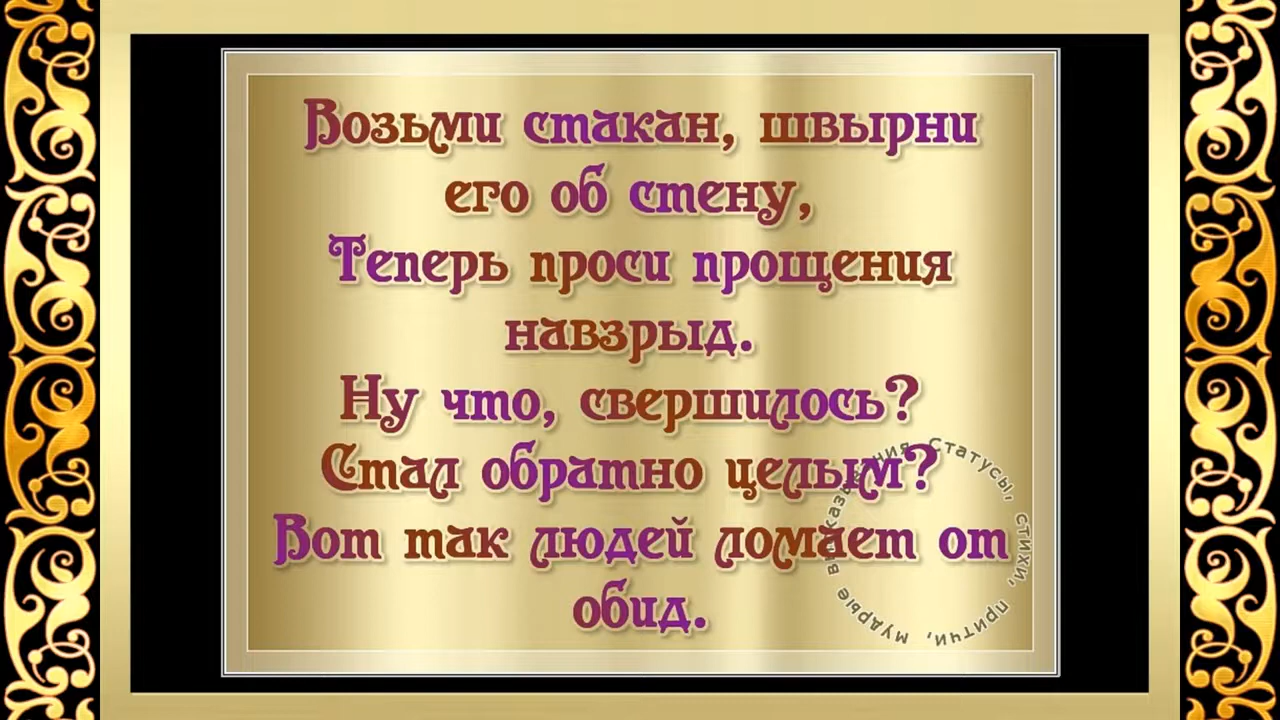 Возьми стакан, швырни
его об стену,
Теперь проси прощения
навзрыд.
Ну что, свершилось?
Стал обратно целым?
Вот так людей ломает от
обид.
Статусы, стихи, притчи, мудрые высказывания